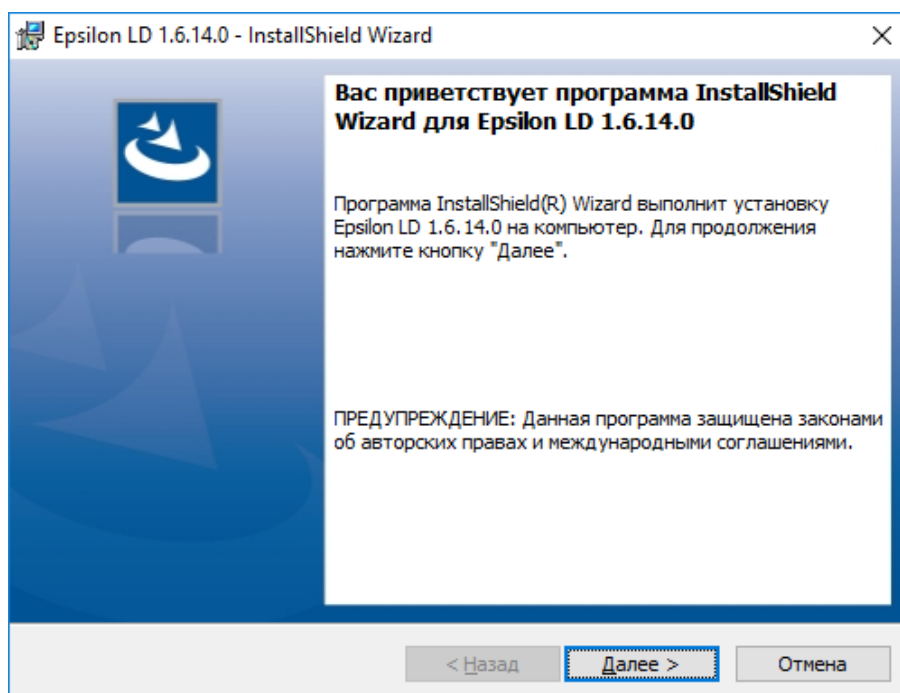 Epsilon LD 1.6.14.0 - InstallShield Wizard
Вас приветствует программа InstallShield
Wizard для Epsilon LD 1.6.14.0
Программа InstallShield(R) Wizard выполнит установку
Epsilon LD 1.6.14.0 на компьютер. Для продолжения
нажмите кнопку "Далее".
ПРЕДУПРЕЖДЕНИЕ: Данная программа защищена законами
об авторских правах и международными соглашениями.
< Назад
Далее >
Отмена